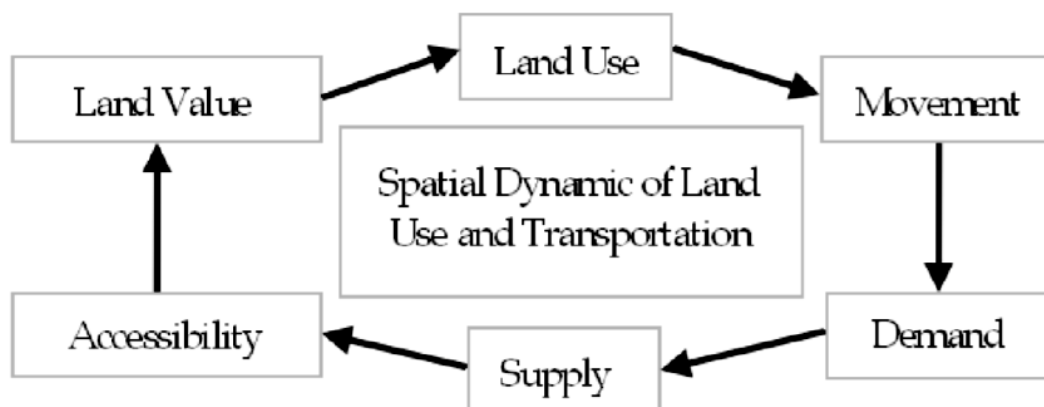 Land Use
Land Value
Movement
Spatial Dynamic of Land
Use and Transportation
Accessibility
Demand
Supply